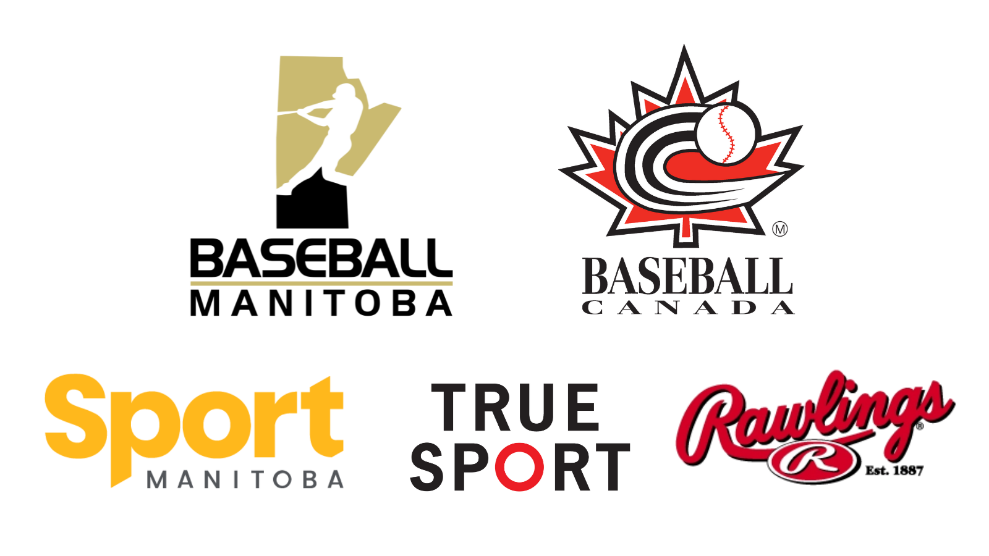 BASEBALL
MANITOBA
M
BASEBALL
CANADA
Sport
MANITOBA
TRUE
SPORT
Rawlings®
R
Est. 1887